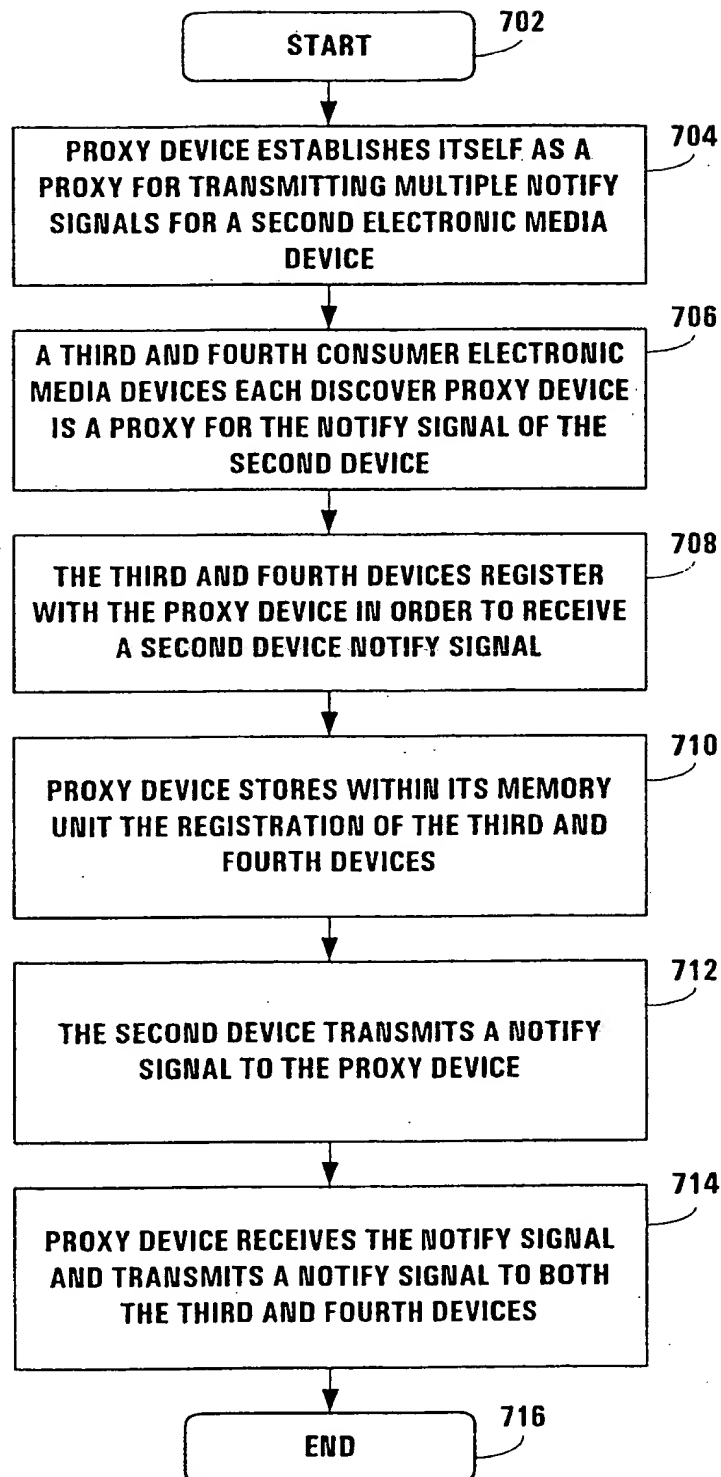 START
702
704
PROXY DEVICE ESTABLISHES ITSELF AS A
PROXY FOR TRANSMITTING MULTIPLE NOTIFY
SIGNALS FOR A SECOND ELECTRONIC MEDIA
DEVICE
706
A THIRD AND FOURTH CONSUMER ELECTRONIC
MEDIA DEVICES EACH DISCOVER PROXY DEVICE
IS A PROXY FOR THE NOTIFY SIGNAL OF THE
SECOND DEVICE
708
THE THIRD AND FOURTH DEVICES REGISTER
WITH THE PROXY DEVICE IN ORDER TO RECEIVE
A SECOND DEVICE NOTIFY SIGNAL
710
PROXY DEVICE STORES WITHIN ITS MEMORY
UNIT THE REGISTRATION OF THE THIRD AND
FOURTH DEVICES
712
THE SECOND DEVICE TRANSMITS A NOTIFY
SIGNAL TO THE PROXY DEVICE
714
PROXY DEVICE RECEIVES THE NOTIFY SIGNAL
AND TRANSMITS A NOTIFY SIGNAL TO BOTH
THE THIRD AND FOURTH DEVICES
716
END